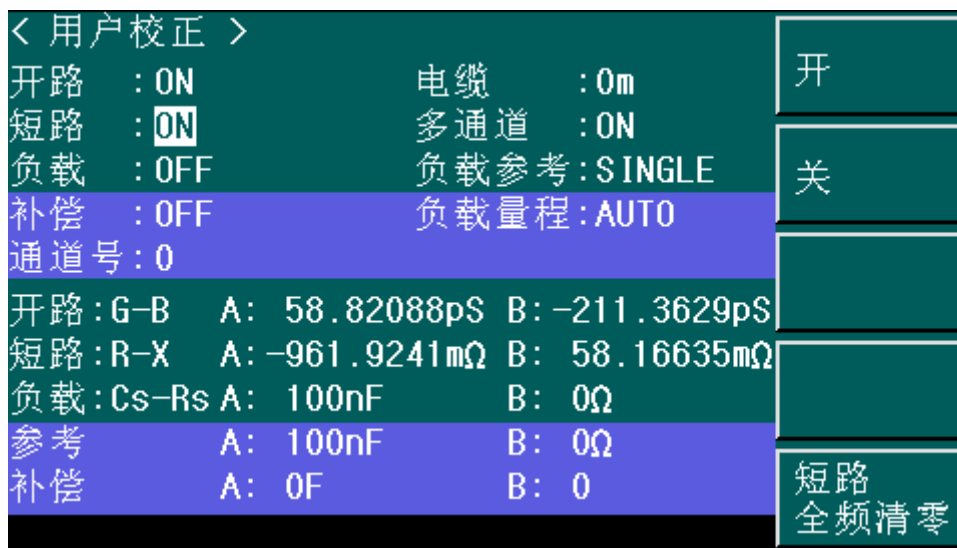 < 用户校正 >
开路 :ON 电缆 :0m
短路 :ON 多通道 :ON
负载 :OFF 负载参考:SINGLE
补偿 :OFF 负载量程:AUTO
通道号:0
开路:G-B A: 58.82088pS B:-211.3629pS
短路:R-X A:-961.9241mΩ B: 58.16635mΩ
负载:Cs-Rs A: 100nF B: 0Ω
参考 A: 100nF B: 0Ω
补偿 A: 0F B: 0
开
关
短路
全频清零